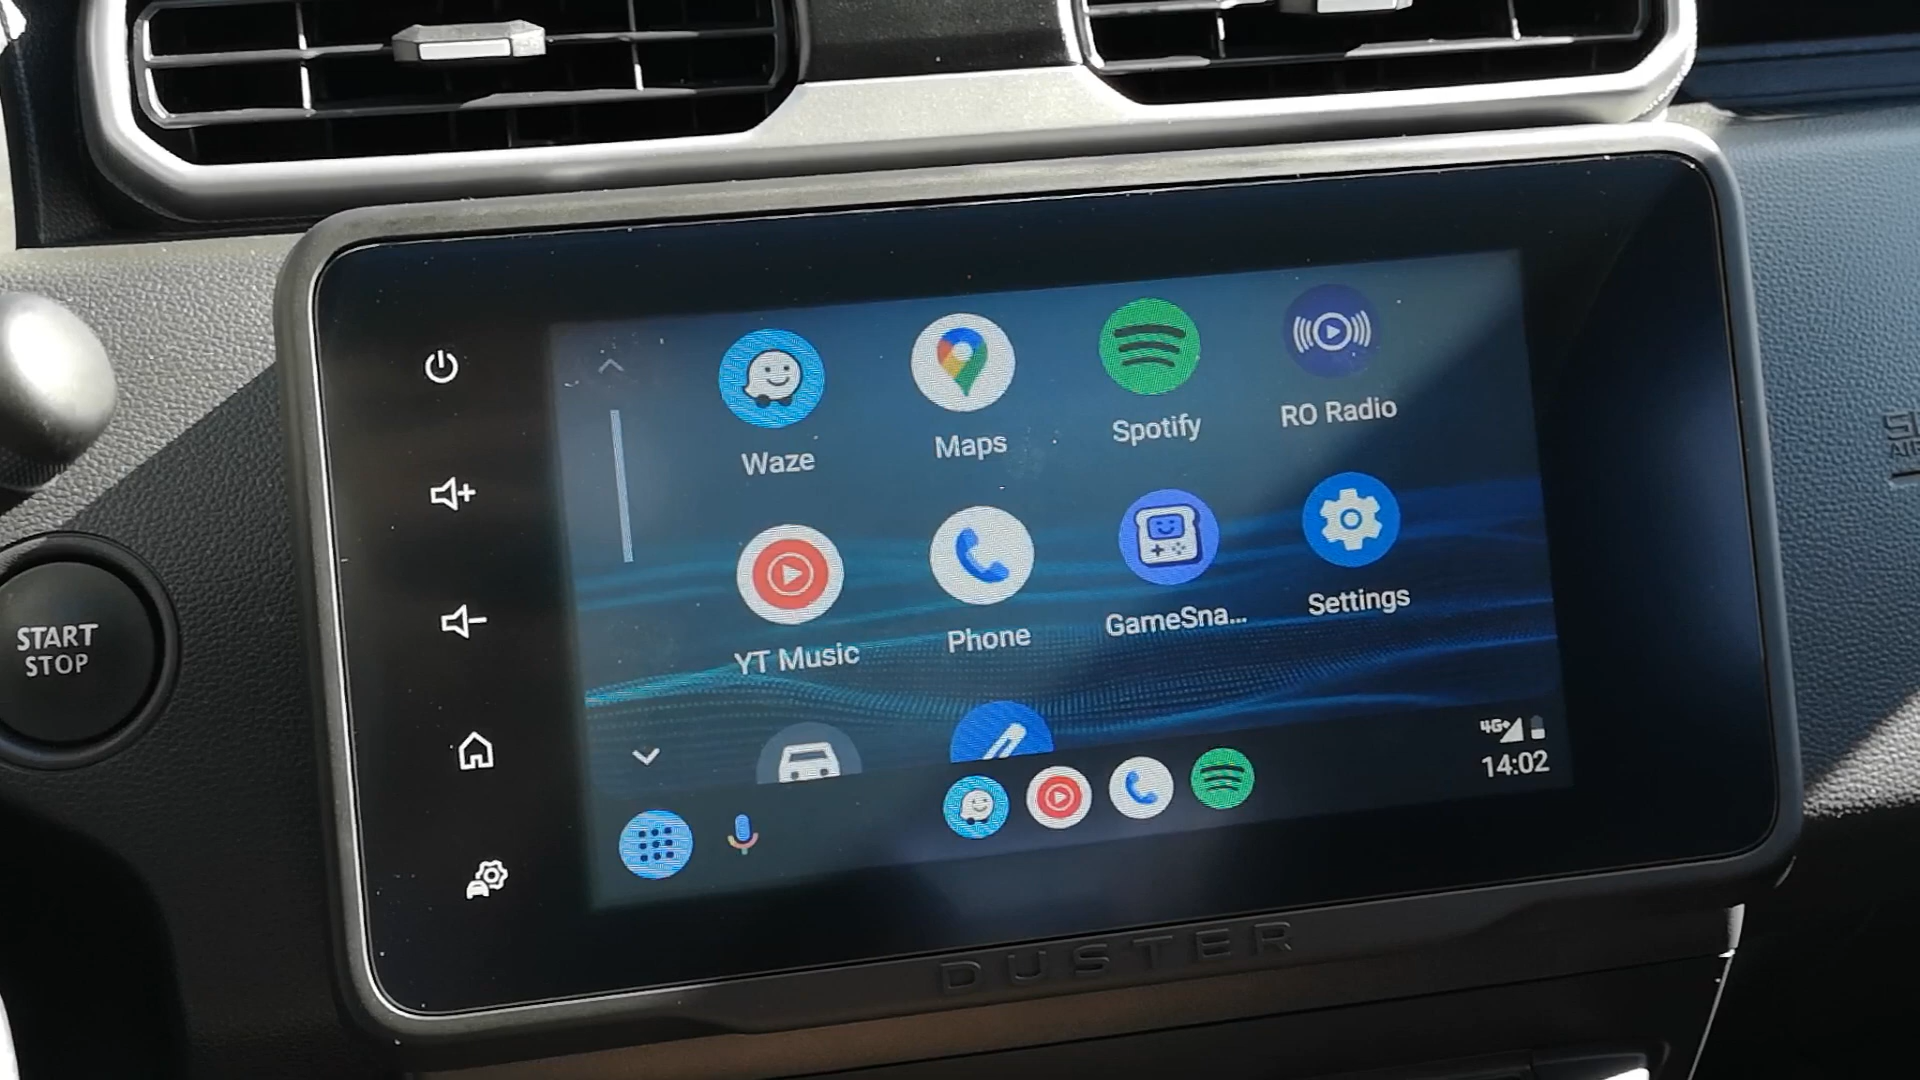 Waze
Maps
Spotify
RO Radio
YT Music
Phone
GameSna...
Settings
START
STOP
4G+
14:02
DUSTER